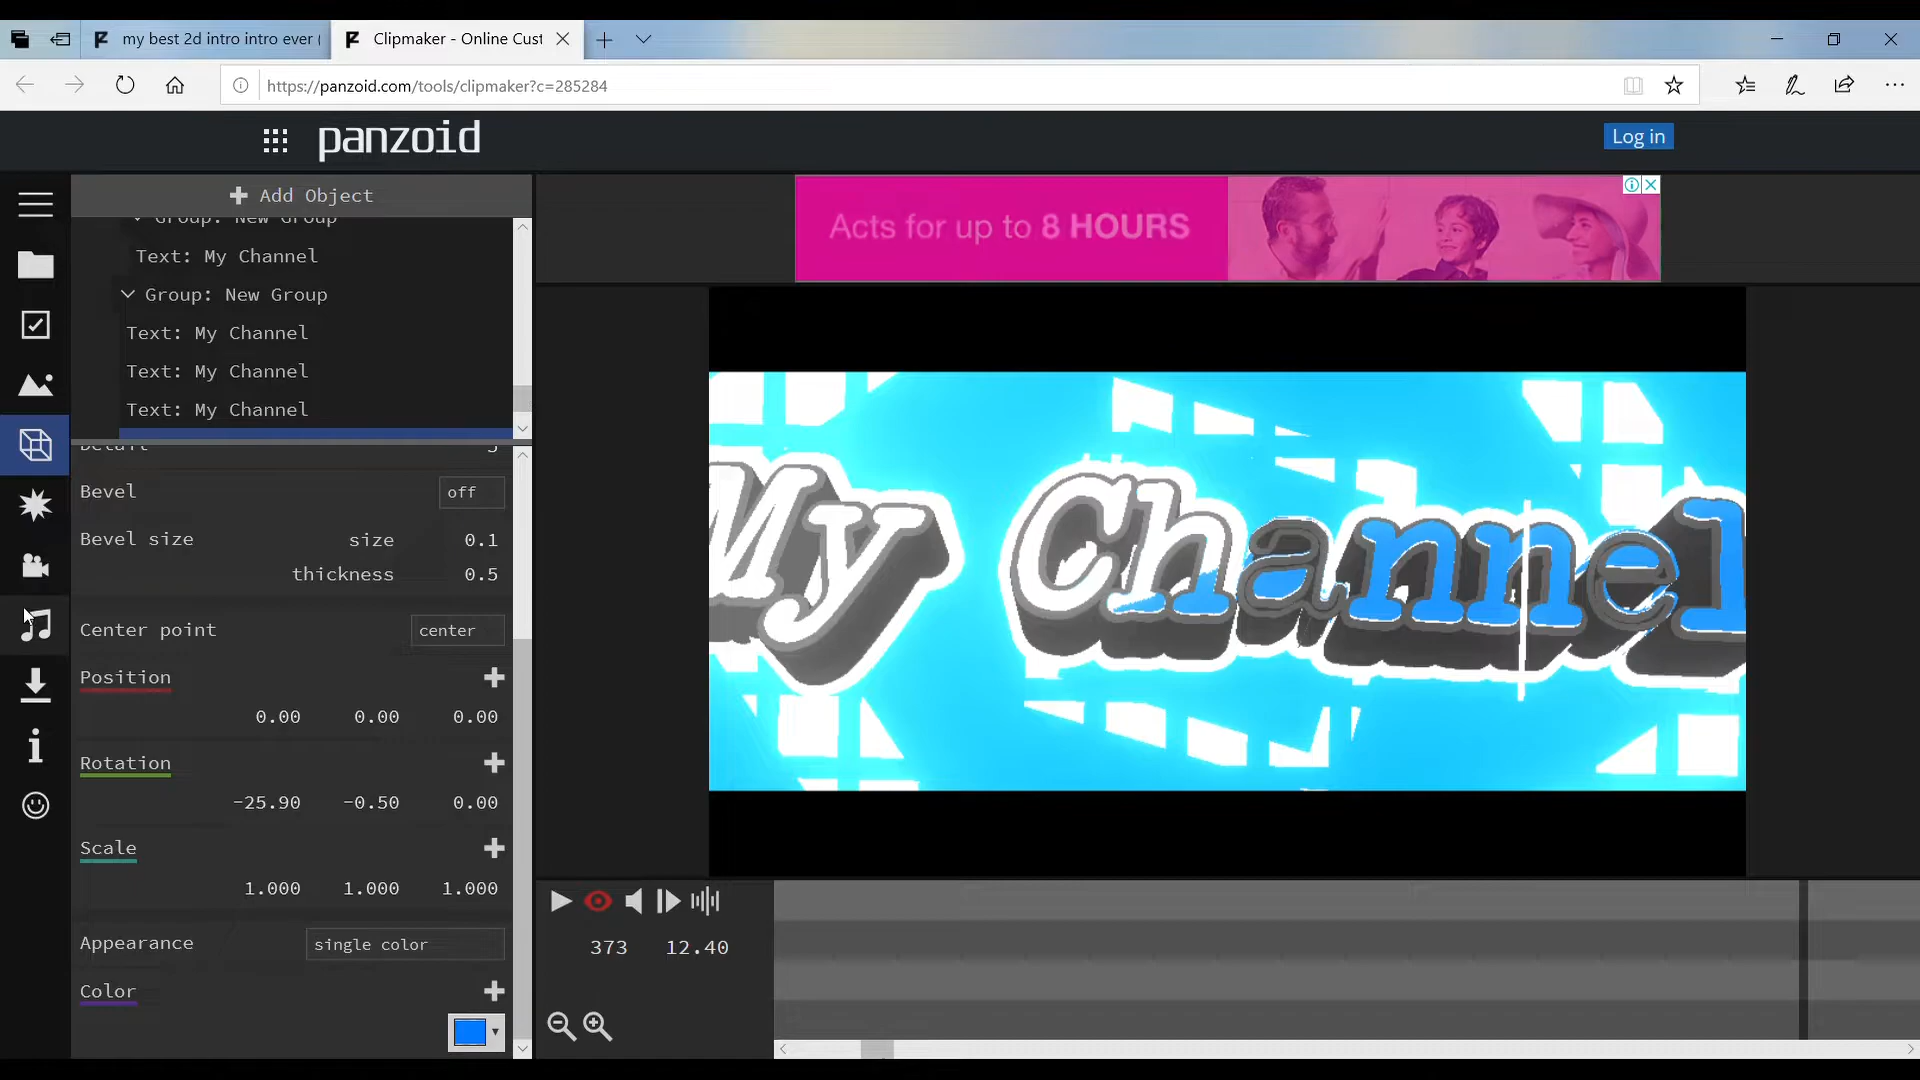 my best 2d intro intro ever (
Clipmaker - Online Cust
https://panzoid.com/tools/clipmaker?c=285284
panzoid
Log in
Add Object
Group: New Group
Text: My Channel
Group: New Group
Text: My Channel
Text: My Channel
Text: My Channel
Acts for up to 8 HOURS
My Channel
Bevel off
Bevel size size 0.1
thickness 0.5
Center point center
Position
0.00 0.00 0.00
Rotation
-25.90 -0.50 0.00
Scale
1.000 1.000 1.000
Appearance single color
Color
373 12.40